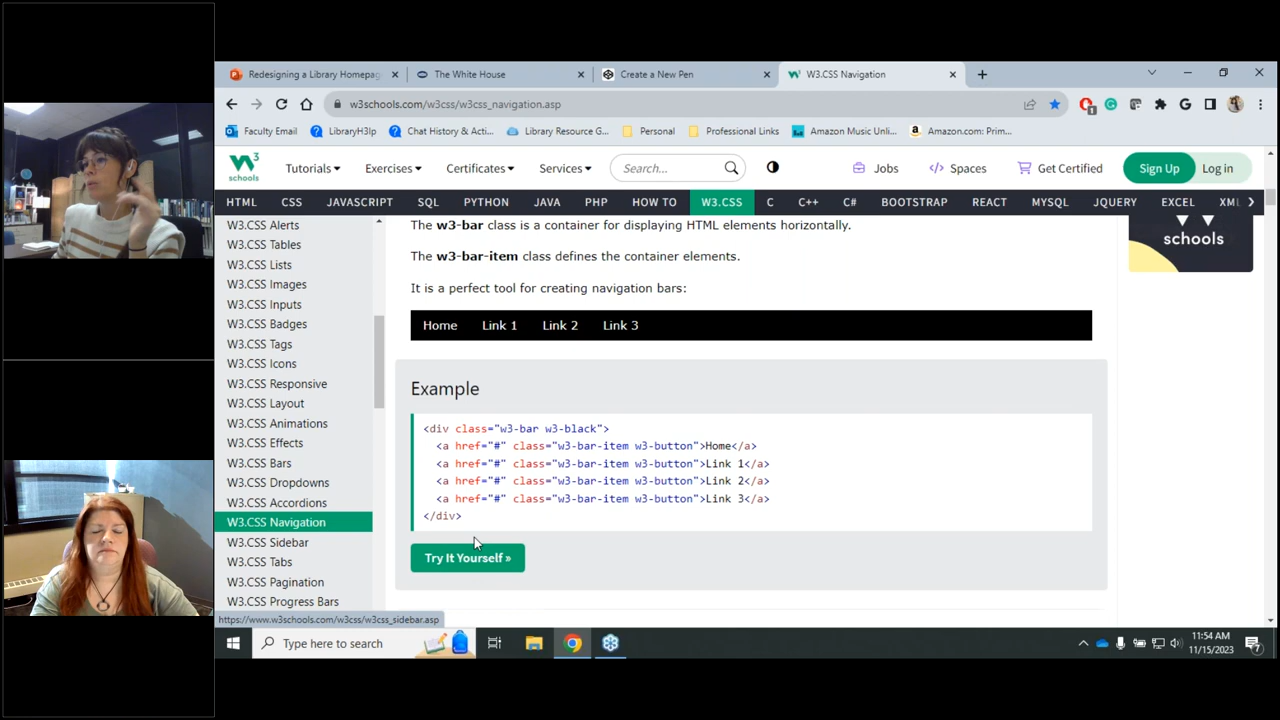 Redesigning a Library Homepag
The White House
Create a New Pen
W3.CSS Navigation
w3schools.com/w3css/w3css_navigation.asp
Faculty Email
LibraryH3lp
Chat History & Acti...
Library Resource G...
Personal
Professional Links
Amazon Music Unli...
Amazon.com: Prim...
W3 schools
Tutorials
Exercises
Certificates
Services
Search...
Jobs
Spaces
Get Certified
Sign Up
Log in
HTML CSS JAVASCRIPT SQL PYTHON JAVA PHP HOW TO W3.CSS C C++ C# BOOTSTRAP REACT MYSQL JQUERY EXCEL XML
W3.CSS Alerts
W3.CSS Tables
W3.CSS Lists
W3.CSS Images
W3.CSS Inputs
W3.CSS Badges
W3.CSS Tags
W3.CSS Icons
W3.CSS Responsive
W3.CSS Layout
W3.CSS Animations
W3.CSS Effects
W3.CSS Bars
W3.CSS Dropdowns
W3.CSS Accordions
W3.CSS Navigation
W3.CSS Sidebar
W3.CSS Tabs
W3.CSS Pagination
W3.CSS Progress Bars
The w3-bar class is a container for displaying HTML elements horizontally.
The w3-bar-item class defines the container elements.
It is a perfect tool for creating navigation bars:
Home Link 1 Link 2 Link 3
Example
<div class="w3-bar w3-black">
<a href="#" class="w3-bar-item w3-button">Home</a>
<a href="#" class="w3-bar-item w3-button">Link 1</a>
<a href="#" class="w3-bar-item w3-button">Link 2</a>
<a href="#" class="w3-bar-item w3-button">Link 3</a>
</div>
Try It Yourself »
schools
https://www.w3schools.com/w3css/w3css_sidebar.asp
Type here to search
11:54 AM
11/15/2023
7